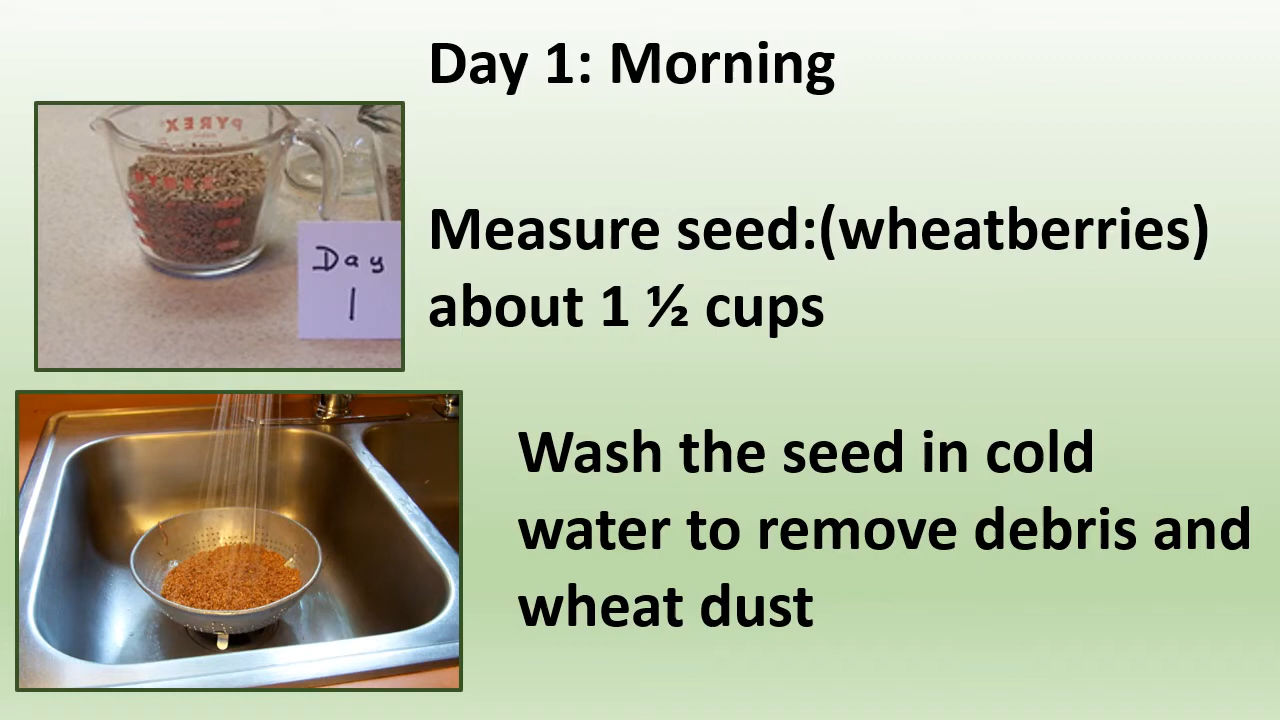 Day 1: Morning
PYREX
Day
1
Measure seed:(wheatberries)
about 1 ½ cups
Wash the seed in cold
water to remove debris and
wheat dust